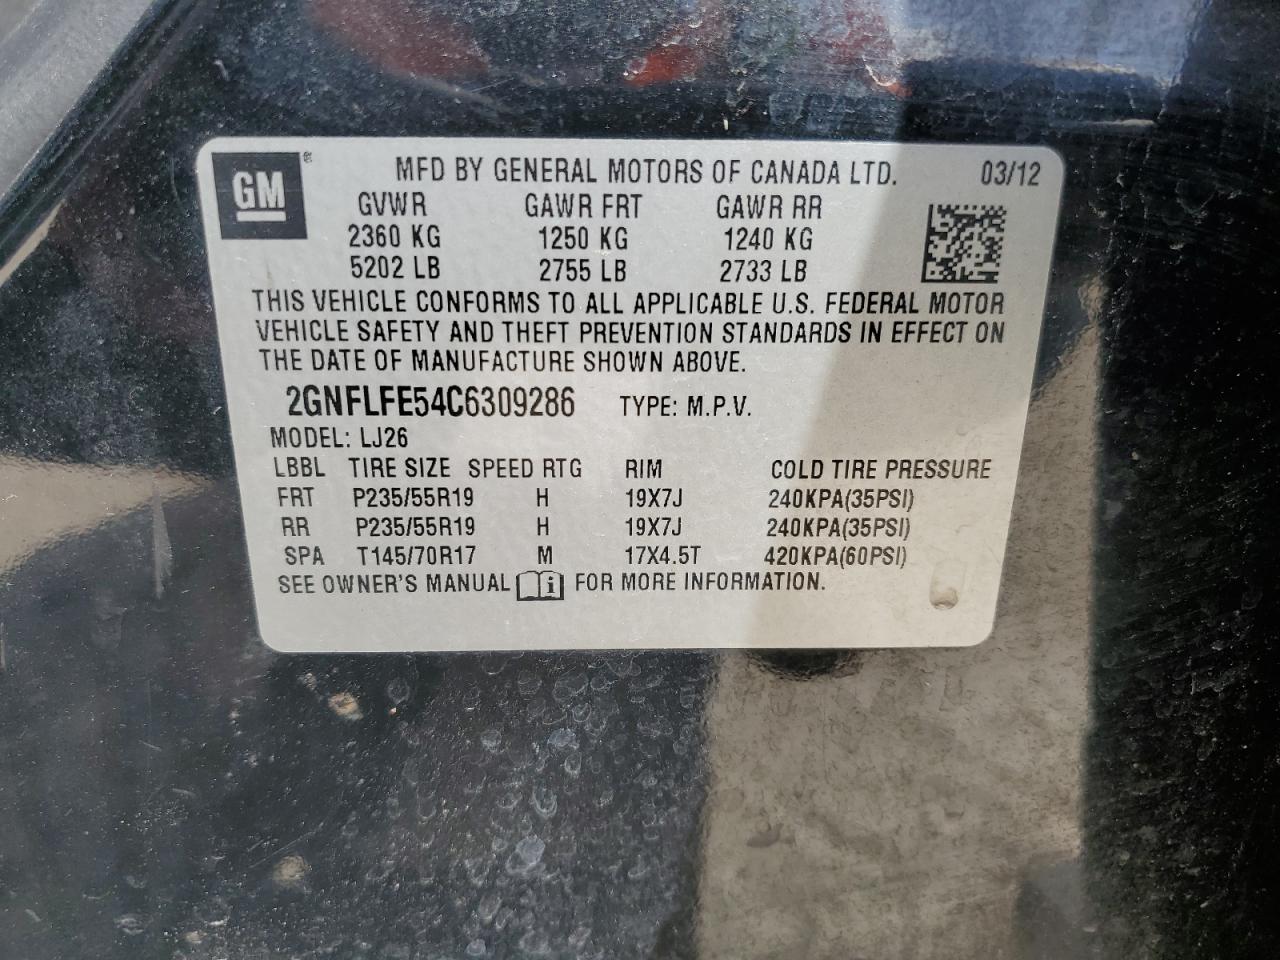 GM ® MFD BY GENERAL MOTORS OF CANADA LTD. 03/12
GVWR GAWR FRT GAWR RR
2360 KG 1250 KG 1240 KG
5202 LB 2755 LB 2733 LB
THIS VEHICLE CONFORMS TO ALL APPLICABLE U.S. FEDERAL MOTOR
VEHICLE SAFETY AND THEFT PREVENTION STANDARDS IN EFFECT ON
THE DATE OF MANUFACTURE SHOWN ABOVE.
2GNFLFE54C6309286 TYPE: M.P.V.
MODEL: LJ26
LBBL TIRE SIZE SPEED RTG RIM COLD TIRE PRESSURE
FRT P235/55R19 H 19X7J 240KPA(35PSI)
RR P235/55R19 H 19X7J 240KPA(35PSI)
SPA T145/70R17 M 17X4.5T 420KPA(60PSI)
SEE OWNER'S MANUAL i FOR MORE INFORMATION.